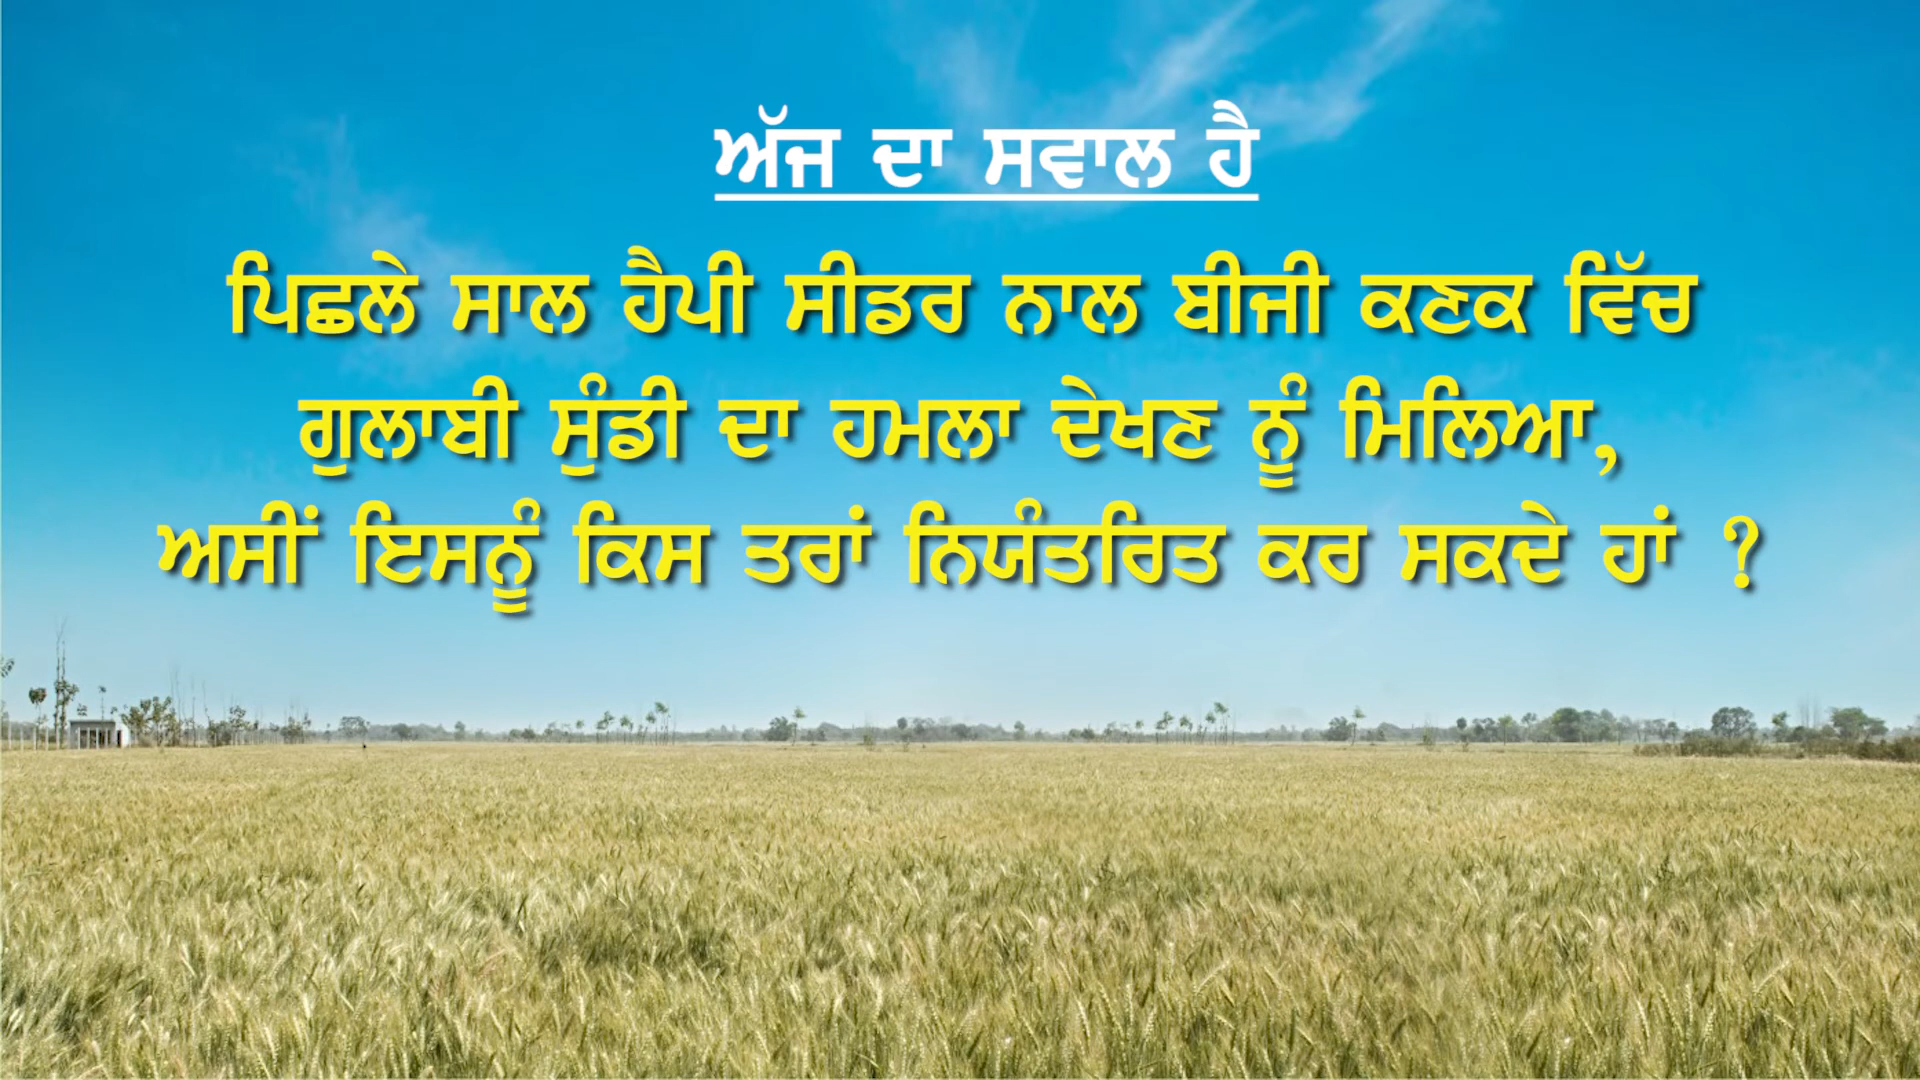 ਅੱਜ ਦਾ ਸਵਾਲ ਹੈ
ਪਿਛਲੇ ਸਾਲ ਹੈਪੀ ਸੀਡਰ ਨਾਲ ਬੀਜੀ ਕਣਕ ਵਿੱਚ
ਗੁਲਾਬੀ ਸੁੰਡੀ ਦਾ ਹਮਲਾ ਦੇਖਣ ਨੂੰ ਮਿਲਿਆ,
ਅਸੀਂ ਇਸਨੂੰ ਕਿਸ ਤਰਾਂ ਨਿਯੰਤਰਿਤ ਕਰ ਸਕਦੇ ਹਾਂ ?